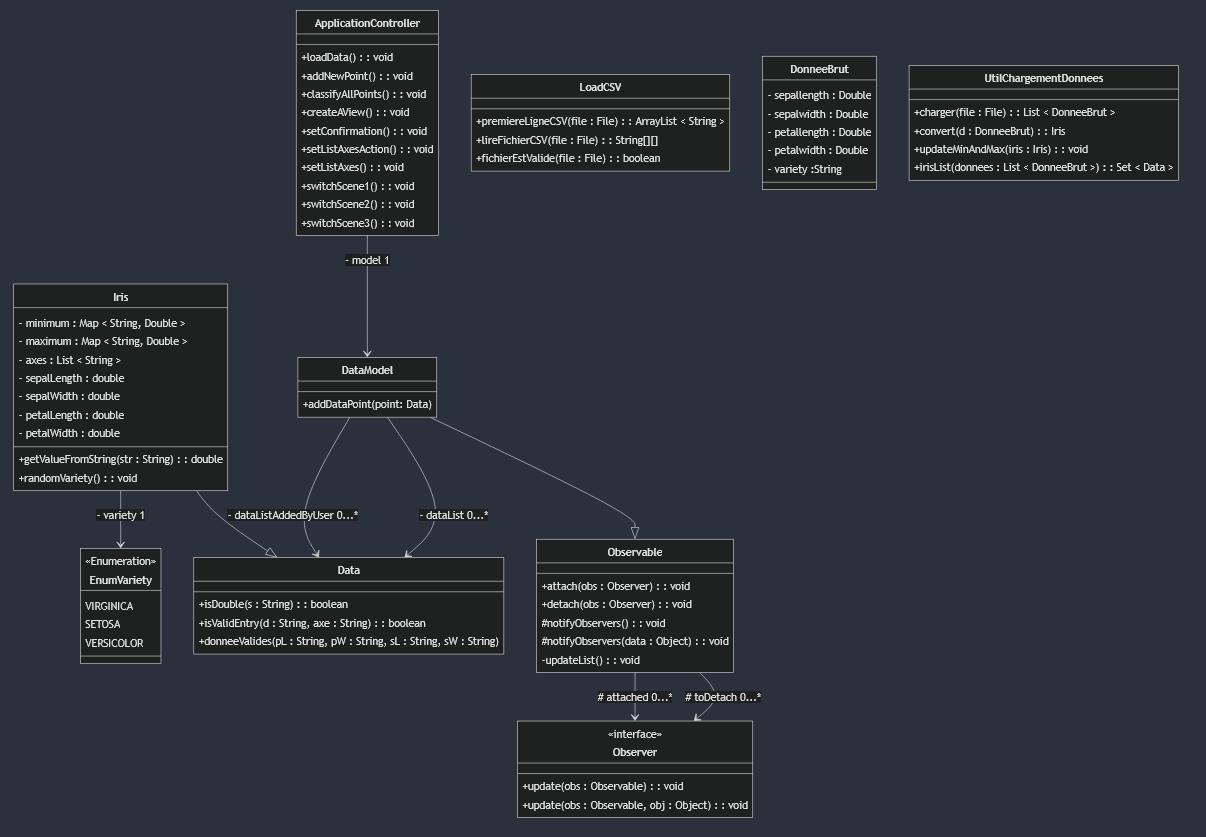 ApplicationController
+loadData() : : void
+addNewPoint() : : void
+classifyAllPoints() : : void
+createAView() : : void
+setConfirmation() : : void
+setListAxesAction() : : void
+setListAxes() : : void
+switchScene1() : : void
+switchScene2() : : void
+switchScene3() : : void
LoadCSV
+premiereLigneCSV(file : File) : : ArrayList < String >
+lireFichierCSV(file : File) : : String[][]
+fichierEstValide(file : File) : : boolean
DonneeBrut
- sepallength : Double
- sepalwidth : Double
- petallength : Double
- petalwidth : Double
- variety :String
UtilChargementDonnees
+charger(file : File) : : List < DonneeBrut >
+convert(d : DonneeBrut) : : Iris
+updateMinAndMax(iris : Iris) : : void
+irisList(donnees : List < DonneeBrut >) : : Set < Data >
- model 1
Iris
- minimum : Map < String, Double >
- maximum : Map < String, Double >
- axes : List < String >
- sepalLength : double
- sepalWidth : double
- petalLength : double
- petalWidth : double
+getValueFromString(str : String) : : double
+randomVariety() : : void
DataModel
+addDataPoint(point: Data)
- variety 1
- dataListAddedByUser 0...*
- dataList 0...*
«Enumeration»
EnumVariety
VIRGINICA
SETOSA
VERSICOLOR
Data
+isDouble(s : String) : : boolean
+isValidEntry(d : String, axe : String) : : boolean
+donneeValides(pL : String, pW : String, sL : String, sW : String)
Observable
+attach(obs : Observer) : : void
+detach(obs : Observer) : : void
#notifyObservers() : : void
#notifyObservers(data : Object) : : void
-updateList() : : void
# attached 0...*
# toDetach 0...*
«interface»
Observer
+update(obs : Observable) : : void
+update(obs : Observable, obj : Object) : : void